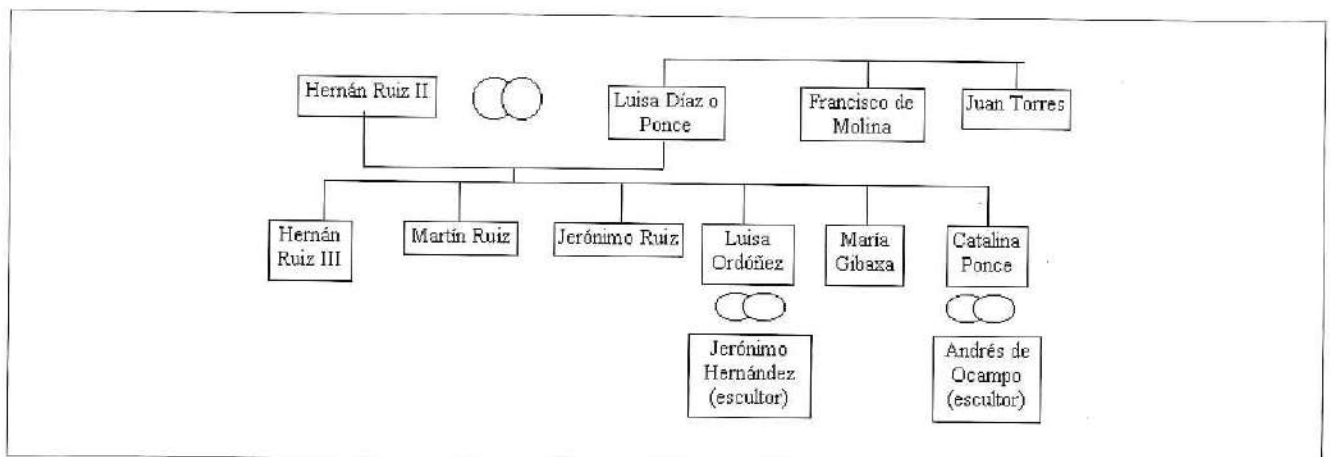 Hernán Ruiz II
Luisa Díaz o
Ponce
Francisco de
Molina
Juan Torres
Hernán
Ruiz III
Martín Ruiz
Jerónimo Ruiz
Luisa
Ordóñez
María
Gibaxa
Catalina
Ponce
Jerónimo
Hernández
(escultor)
Andrés de
Ocampo
(escultor)